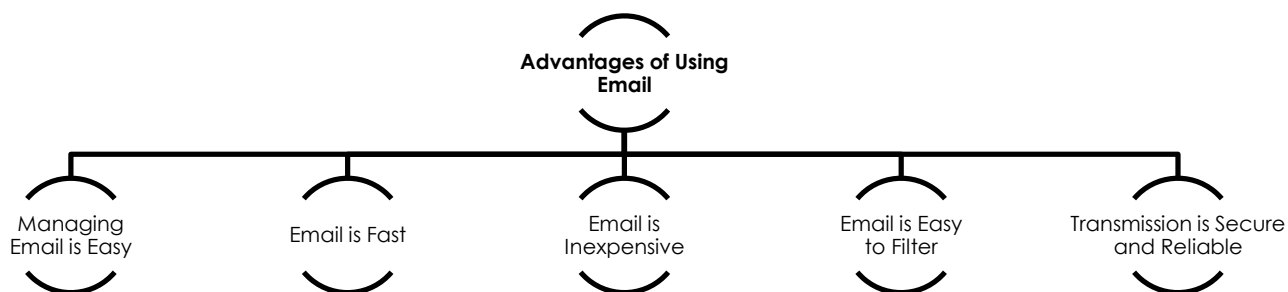 Advantages of Using
Email
Managing
Email is Easy
Email is Fast
Email is
Inexpensive
Email is Easy
to Filter
Transmission is Secure
and Reliable